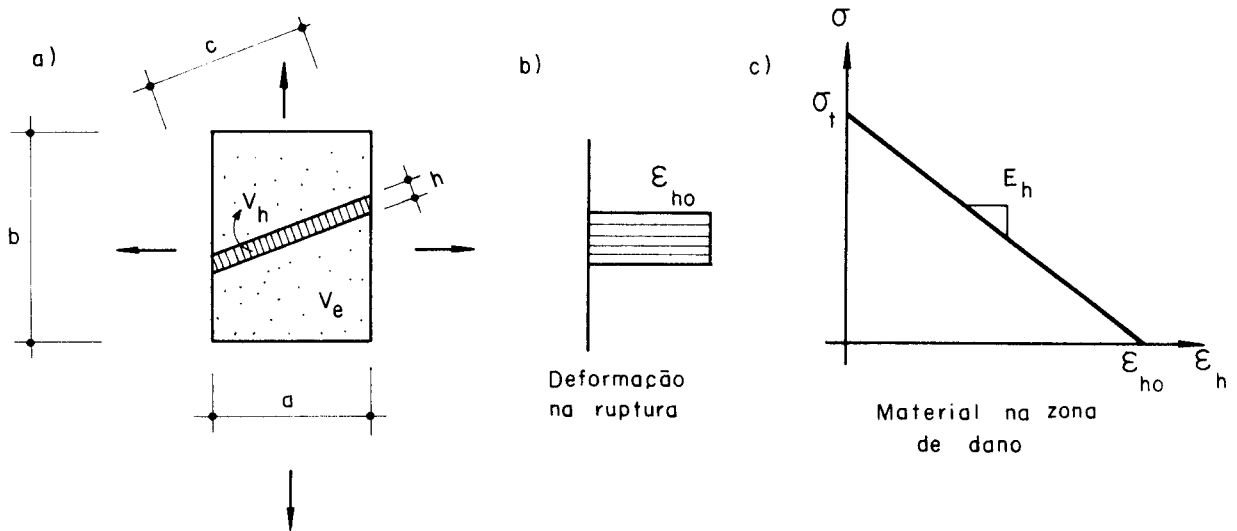 a)
c
b
V_h
h
V_e
a
b)
ε_ho
Deformação
na ruptura
c)
σ
σ_t
E_h
ε_ho
ε_h
Material na zona
de dano